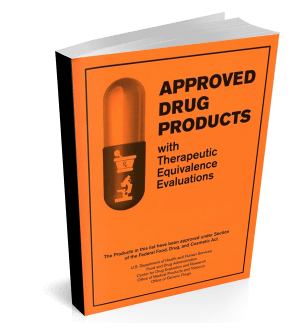 APPROVED
DRUG
PRODUCTS
with
Therapeutic
Equivalence
Evaluations
The Products in this list have been approved under Section
of the Federal Food, Drug, and Cosmetic Act.
U.S. Department of Health and Human Services
Food and Drug Administration
Center for Drug Evaluation and Research
Office of Medical Products and Tobacco
Office of Generic Drugs